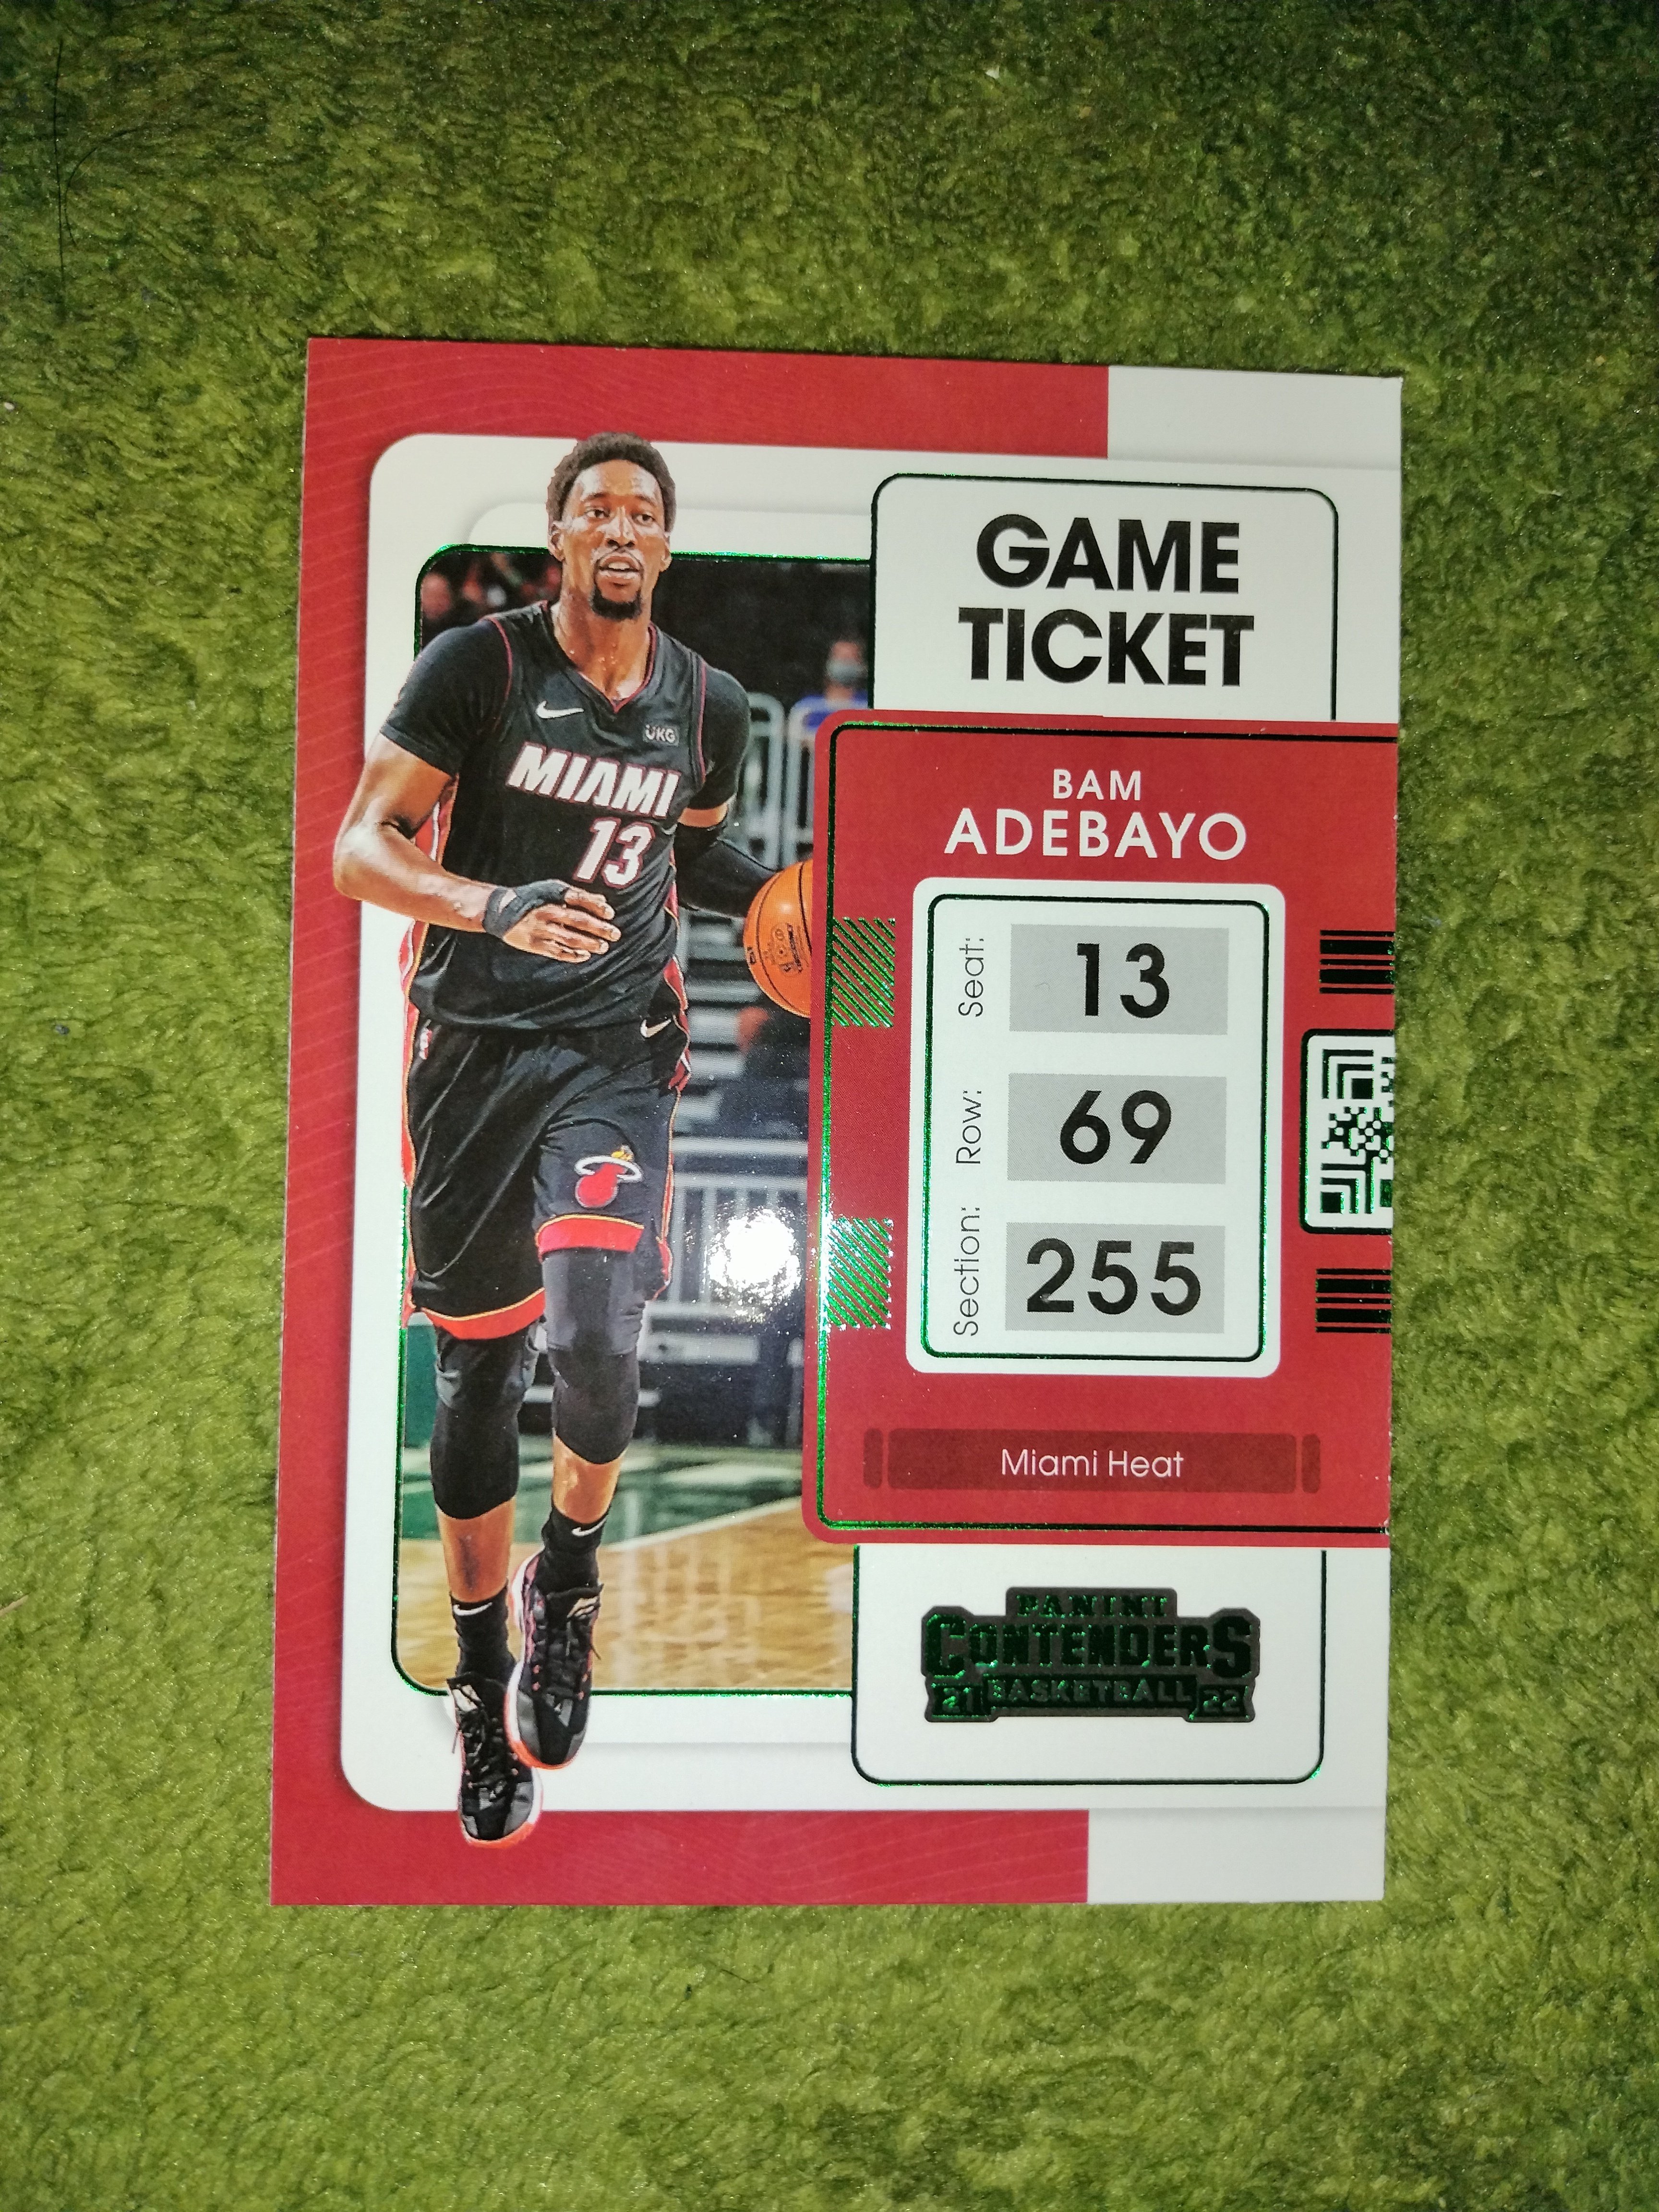 GAME
TICKET
BAM
ADEBAYO
Seat: 13
Row: 69
Section: 255
Miami Heat
PANINI
CONTENDERS
21 BASKETBALL 22
UKG
MIAMI
13